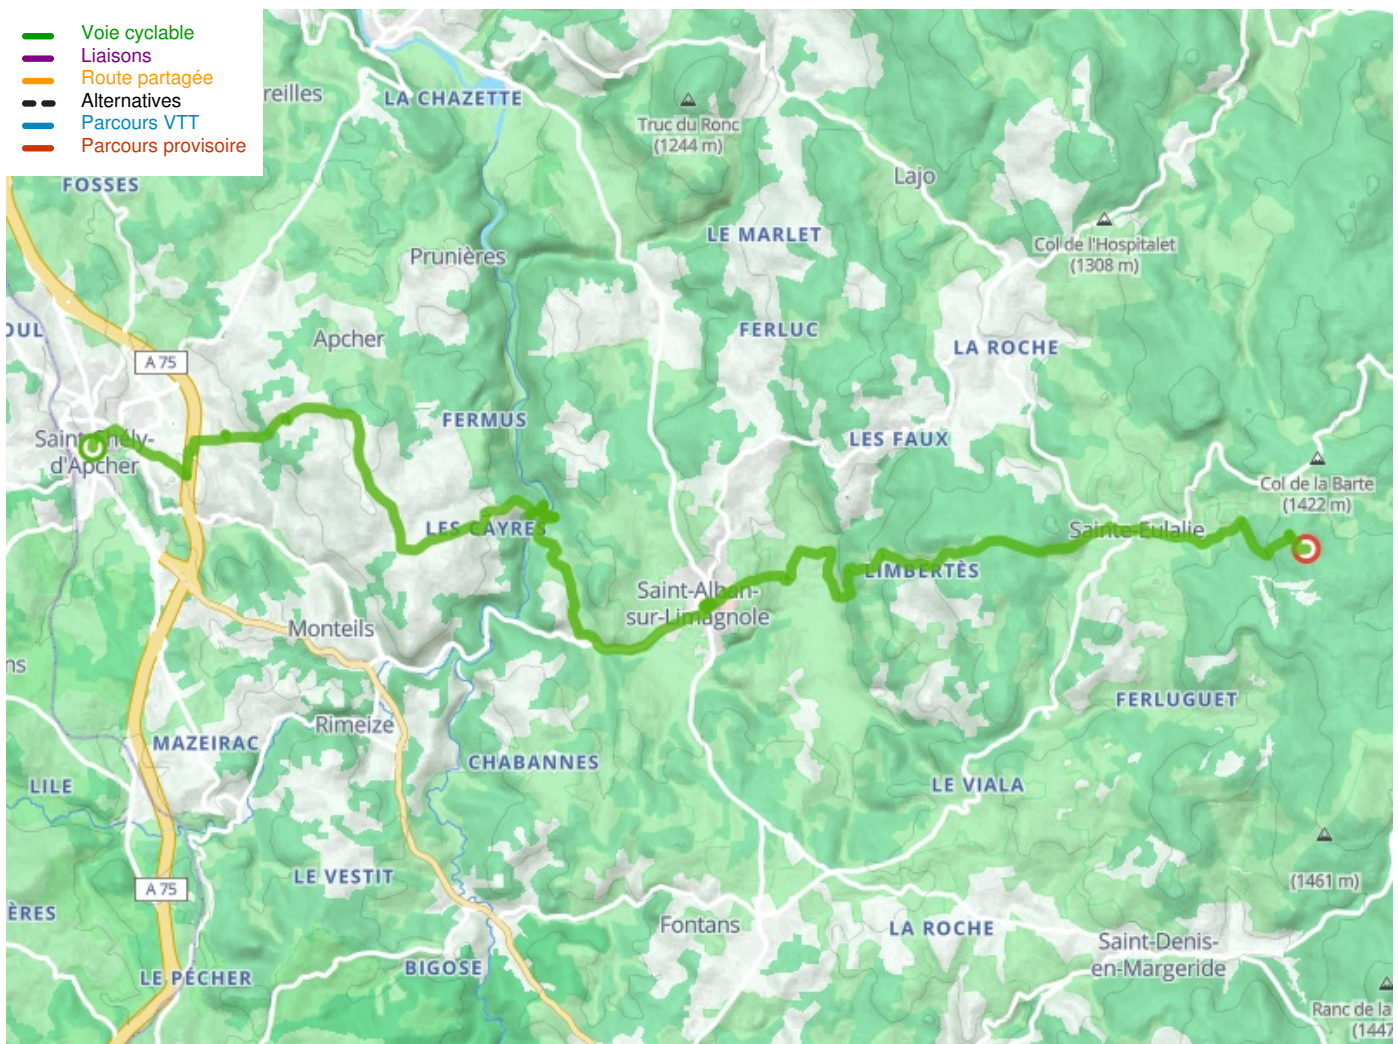 Voie cyclable
Liaisons
Route partagée
Alternatives
Parcours VTT
Parcours provisoire
reilles
LA CHAZETTE
Truc du Ronc
(1244 m)
FOSSES
Lajo
LE MARLET
Col de l'Hospitalet
(1308 m)
Prunières
OUL
Apcher
FERLUC
LA ROCHE
A 75
FERMUS
LES FAUX
Saint-Chély-
d'Apcher
Col de la Barte
(1422 m)
LES CAYRES
Sainte-Eulalie
LIMBERTÈS
Saint-Alban-
sur-Limagnole
Monteils
ns
FERLUGUET
Rimeize
MAZEIRAC
CHABANNES
LILE
LE VIALA
LE VESTIT
A 75
(1461 m)
ÈRES
Fontans
LA ROCHE
Saint-Denis-
en-Margeride
LE PÉCHER
BIGOSE
Ranc de la
(1447